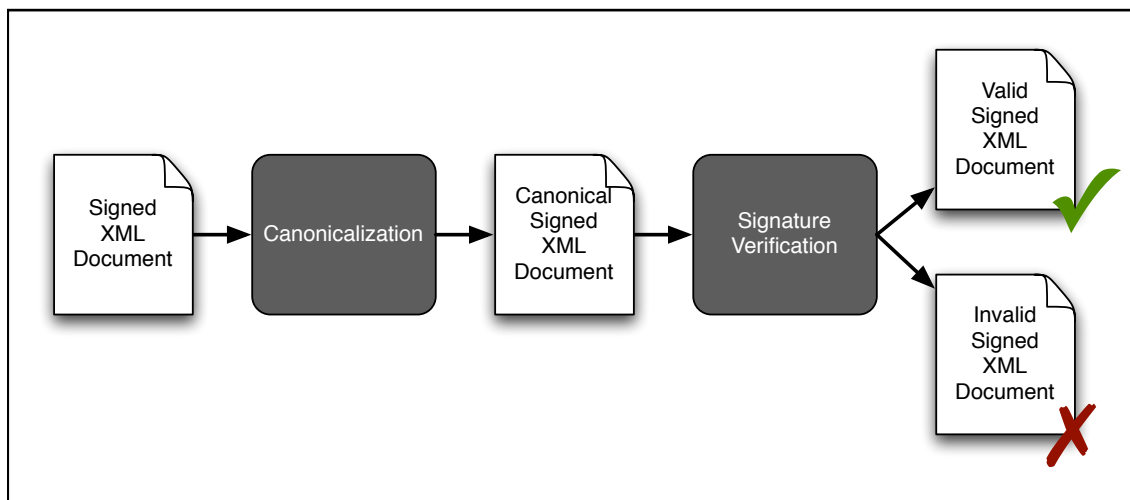 Signed
XML
Document
Canonicalization
Canonical
Signed
XML
Document
Signature
Verification
Valid
Signed
XML
Document
Invalid
Signed
XML
Document